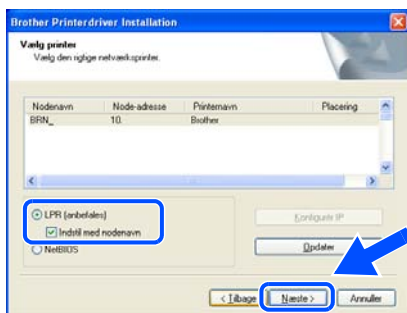 Brother Printerdriver Installation
Vælg printer
Vælg den rigtige netværksprinter.
Nodenavn Node-adresse Printernavn Placering
BRN_ 10. Brother
LPR (anbefales)
Indstil med nodenavn
NetBIOS
Konfigurér IP
Opdater
< Tilbage Næste > Annuller